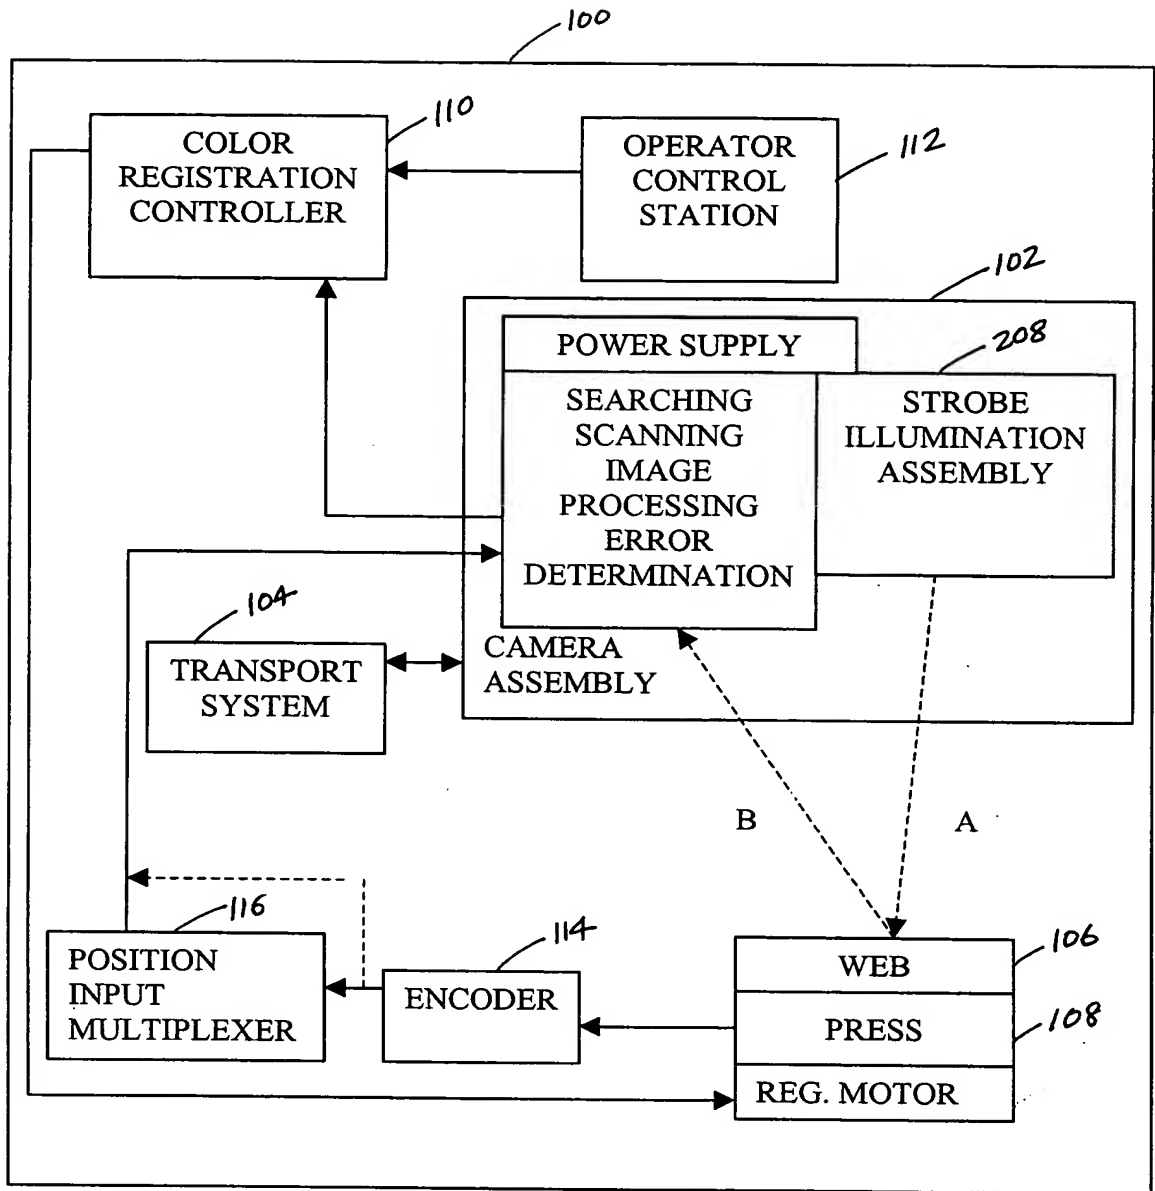 100
110
COLOR
REGISTRATION
CONTROLLER
OPERATOR
CONTROL
STATION
112
102
POWER SUPPLY
208
SEARCHING
SCANNING
IMAGE
PROCESSING
ERROR
DETERMINATION
STROBE
ILLUMINATION
ASSEMBLY
104
TRANSPORT
SYSTEM
CAMERA
ASSEMBLY
B
A
116
POSITION
INPUT
MULTIPLEXER
114
ENCODER
WEB
106
PRESS
108
REG. MOTOR